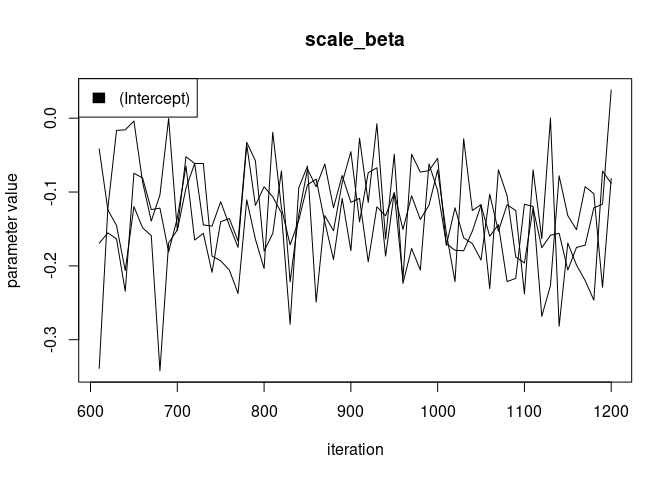 scale_beta
(Intercept)
0.0
-0.1
-0.2
-0.3
parameter value
600 700 800 900 1000 1100 1200
iteration